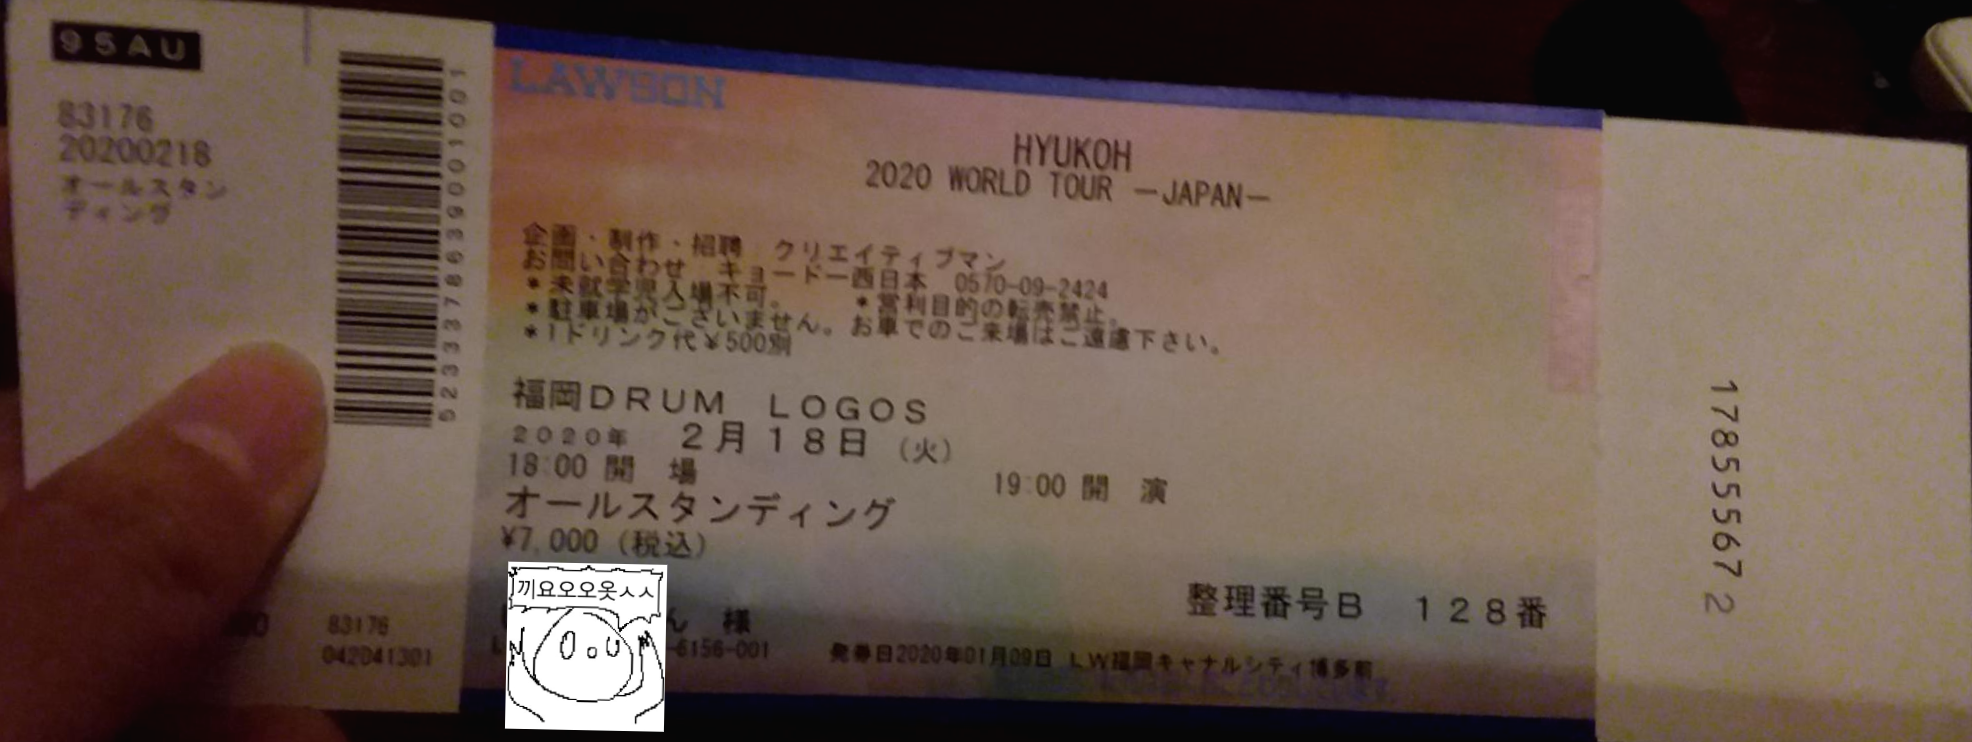 9SAU
83176
20200218
オールスタン
ディング
5233378639001001
LAWSON
HYUKOH
2020 WORLD TOUR －JAPAN－
企画・制作・招聘 クリエイティブマン
お問い合わせ キョードー西日本 0570-09-2424
＊未就学児入場不可。 ＊営利目的の転売禁止。
＊駐車場がございません。お車でのご来場はご遠慮下さい。
＊1ドリンク代¥500別
福岡DRUM LOGOS
2020年 2月18日（火）
18:00 開 場 19:00 開 演
オールスタンディング
¥7,000（税込）
끼요오오옷ㅅㅅ
整理番号B 128番
ん 様
83176
042041301
-6156-001 発券日2020年01月09日 LW福岡キャナルシティ博多前
17855567 2